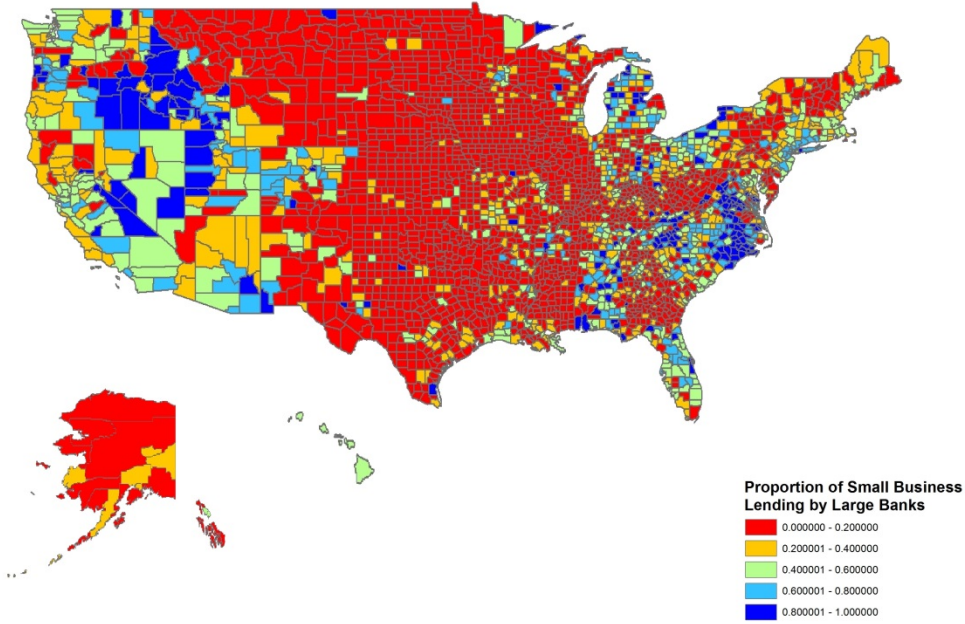 Proportion of Small Business
Lending by Large Banks
0.000000 - 0.200000
0.200001 - 0.400000
0.400001 - 0.600000
0.600001 - 0.800000
0.800001 - 1.000000